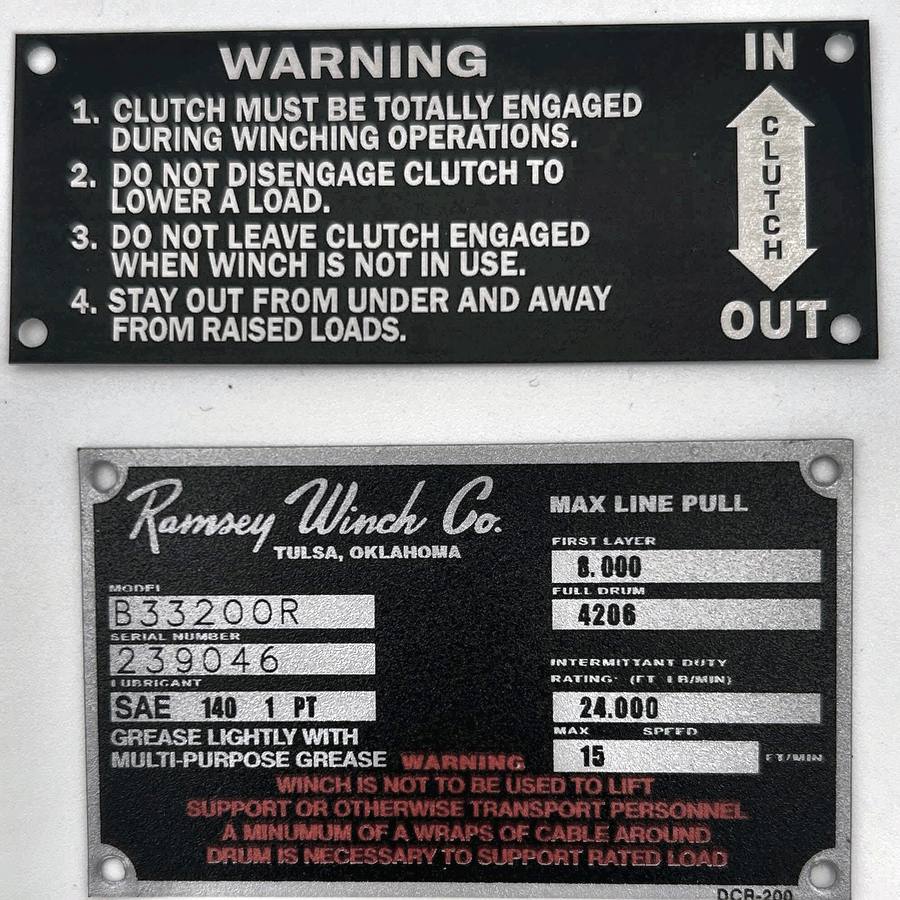 WARNING
1. CLUTCH MUST BE TOTALLY ENGAGED
DURING WINCHING OPERATIONS.
2. DO NOT DISENGAGE CLUTCH TO
LOWER A LOAD.
3. DO NOT LEAVE CLUTCH ENGAGED
WHEN WINCH IS NOT IN USE.
4. STAY OUT FROM UNDER AND AWAY
FROM RAISED LOADS.
IN
CLUTCH
OUT
Ramsey Winch Co.
TULSA, OKLAHOMA
MODEL
B33200R
SERIAL NUMBER
239046
LUBRICANT
SAE 140 1 PT
GREASE LIGHTLY WITH
MULTI-PURPOSE GREASE
MAX LINE PULL
FIRST LAYER
8.000
FULL DRUM
4206
INTERMITTANT DUTY
RATING: (FT LB/MIN)
24.000
MAX SPEED
15 FT/MIN
WARNING
WINCH IS NOT TO BE USED TO LIFT
SUPPORT OR OTHERWISE TRANSPORT PERSONNEL
A MINUMUM OF A WRAPS OF CABLE AROUND
DRUM IS NECESSARY TO SUPPORT RATED LOAD
DCR-200